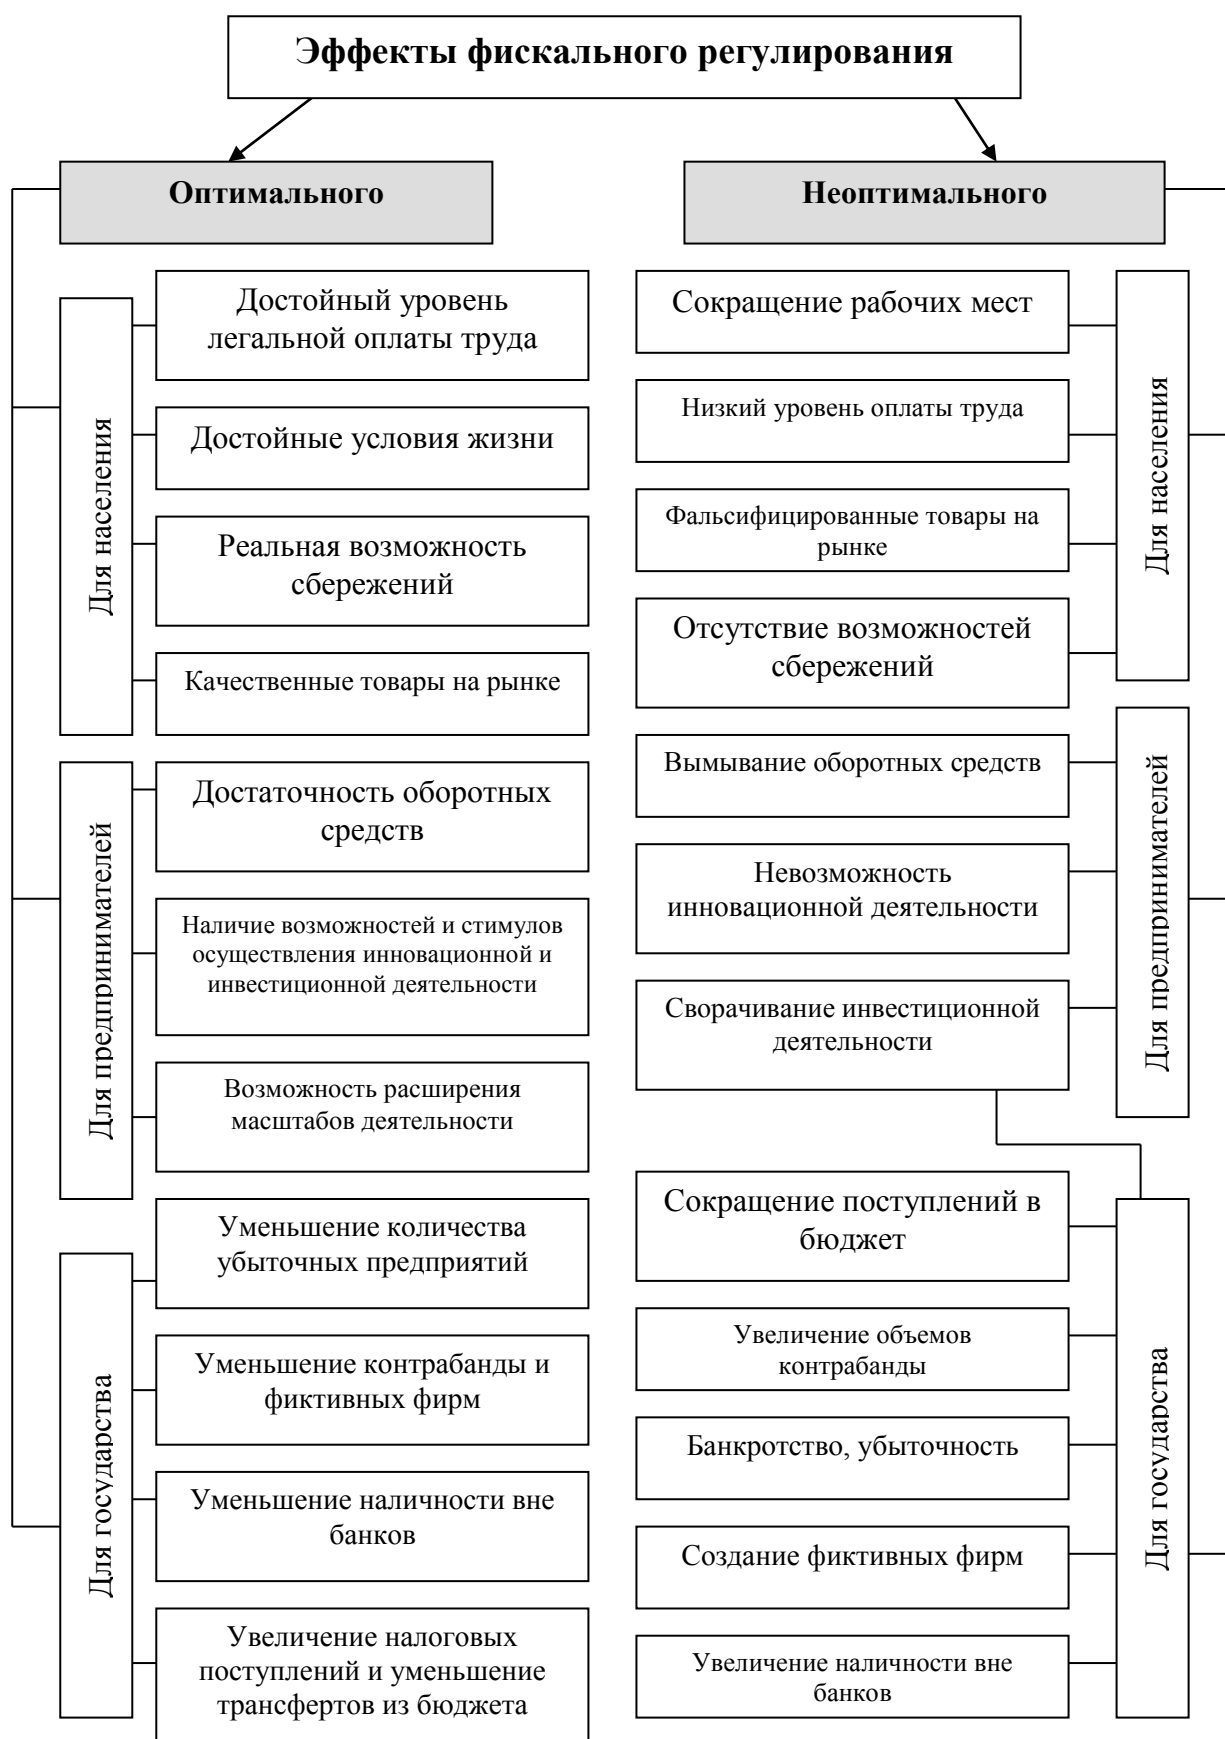 Эффекты фискального регулирования
Оптимального
Для населения
Достойный уровень
легальной оплаты труда
Достойные условия жизни
Реальная возможность
сбережений
Качественные товары на рынке
Для предпринимателей
Достаточность оборотных
средств
Наличие возможностей и стимулов
осуществления инновационной и
инвестиционной деятельности
Возможность расширения
масштабов деятельности
Для государства
Уменьшение количества
убыточных предприятий
Уменьшение контрабанды и
фиктивных фирм
Уменьшение наличности вне
банков
Увеличение налоговых
поступлений и уменьшение
трансфертов из бюджета
Неоптимального
Для населения
Сокращение рабочих мест
Низкий уровень оплаты труда
Фальсифицированные товары на
рынке
Отсутствие возможностей
сбережений
Для предпринимателей
Вымывание оборотных средств
Невозможность
инновационной деятельности
Сворачивание инвестиционной
деятельности
Для государства
Сокращение поступлений в
бюджет
Увеличение объемов
контрабанды
Банкротство, убыточность
Создание фиктивных фирм
Увеличение наличности вне
банков